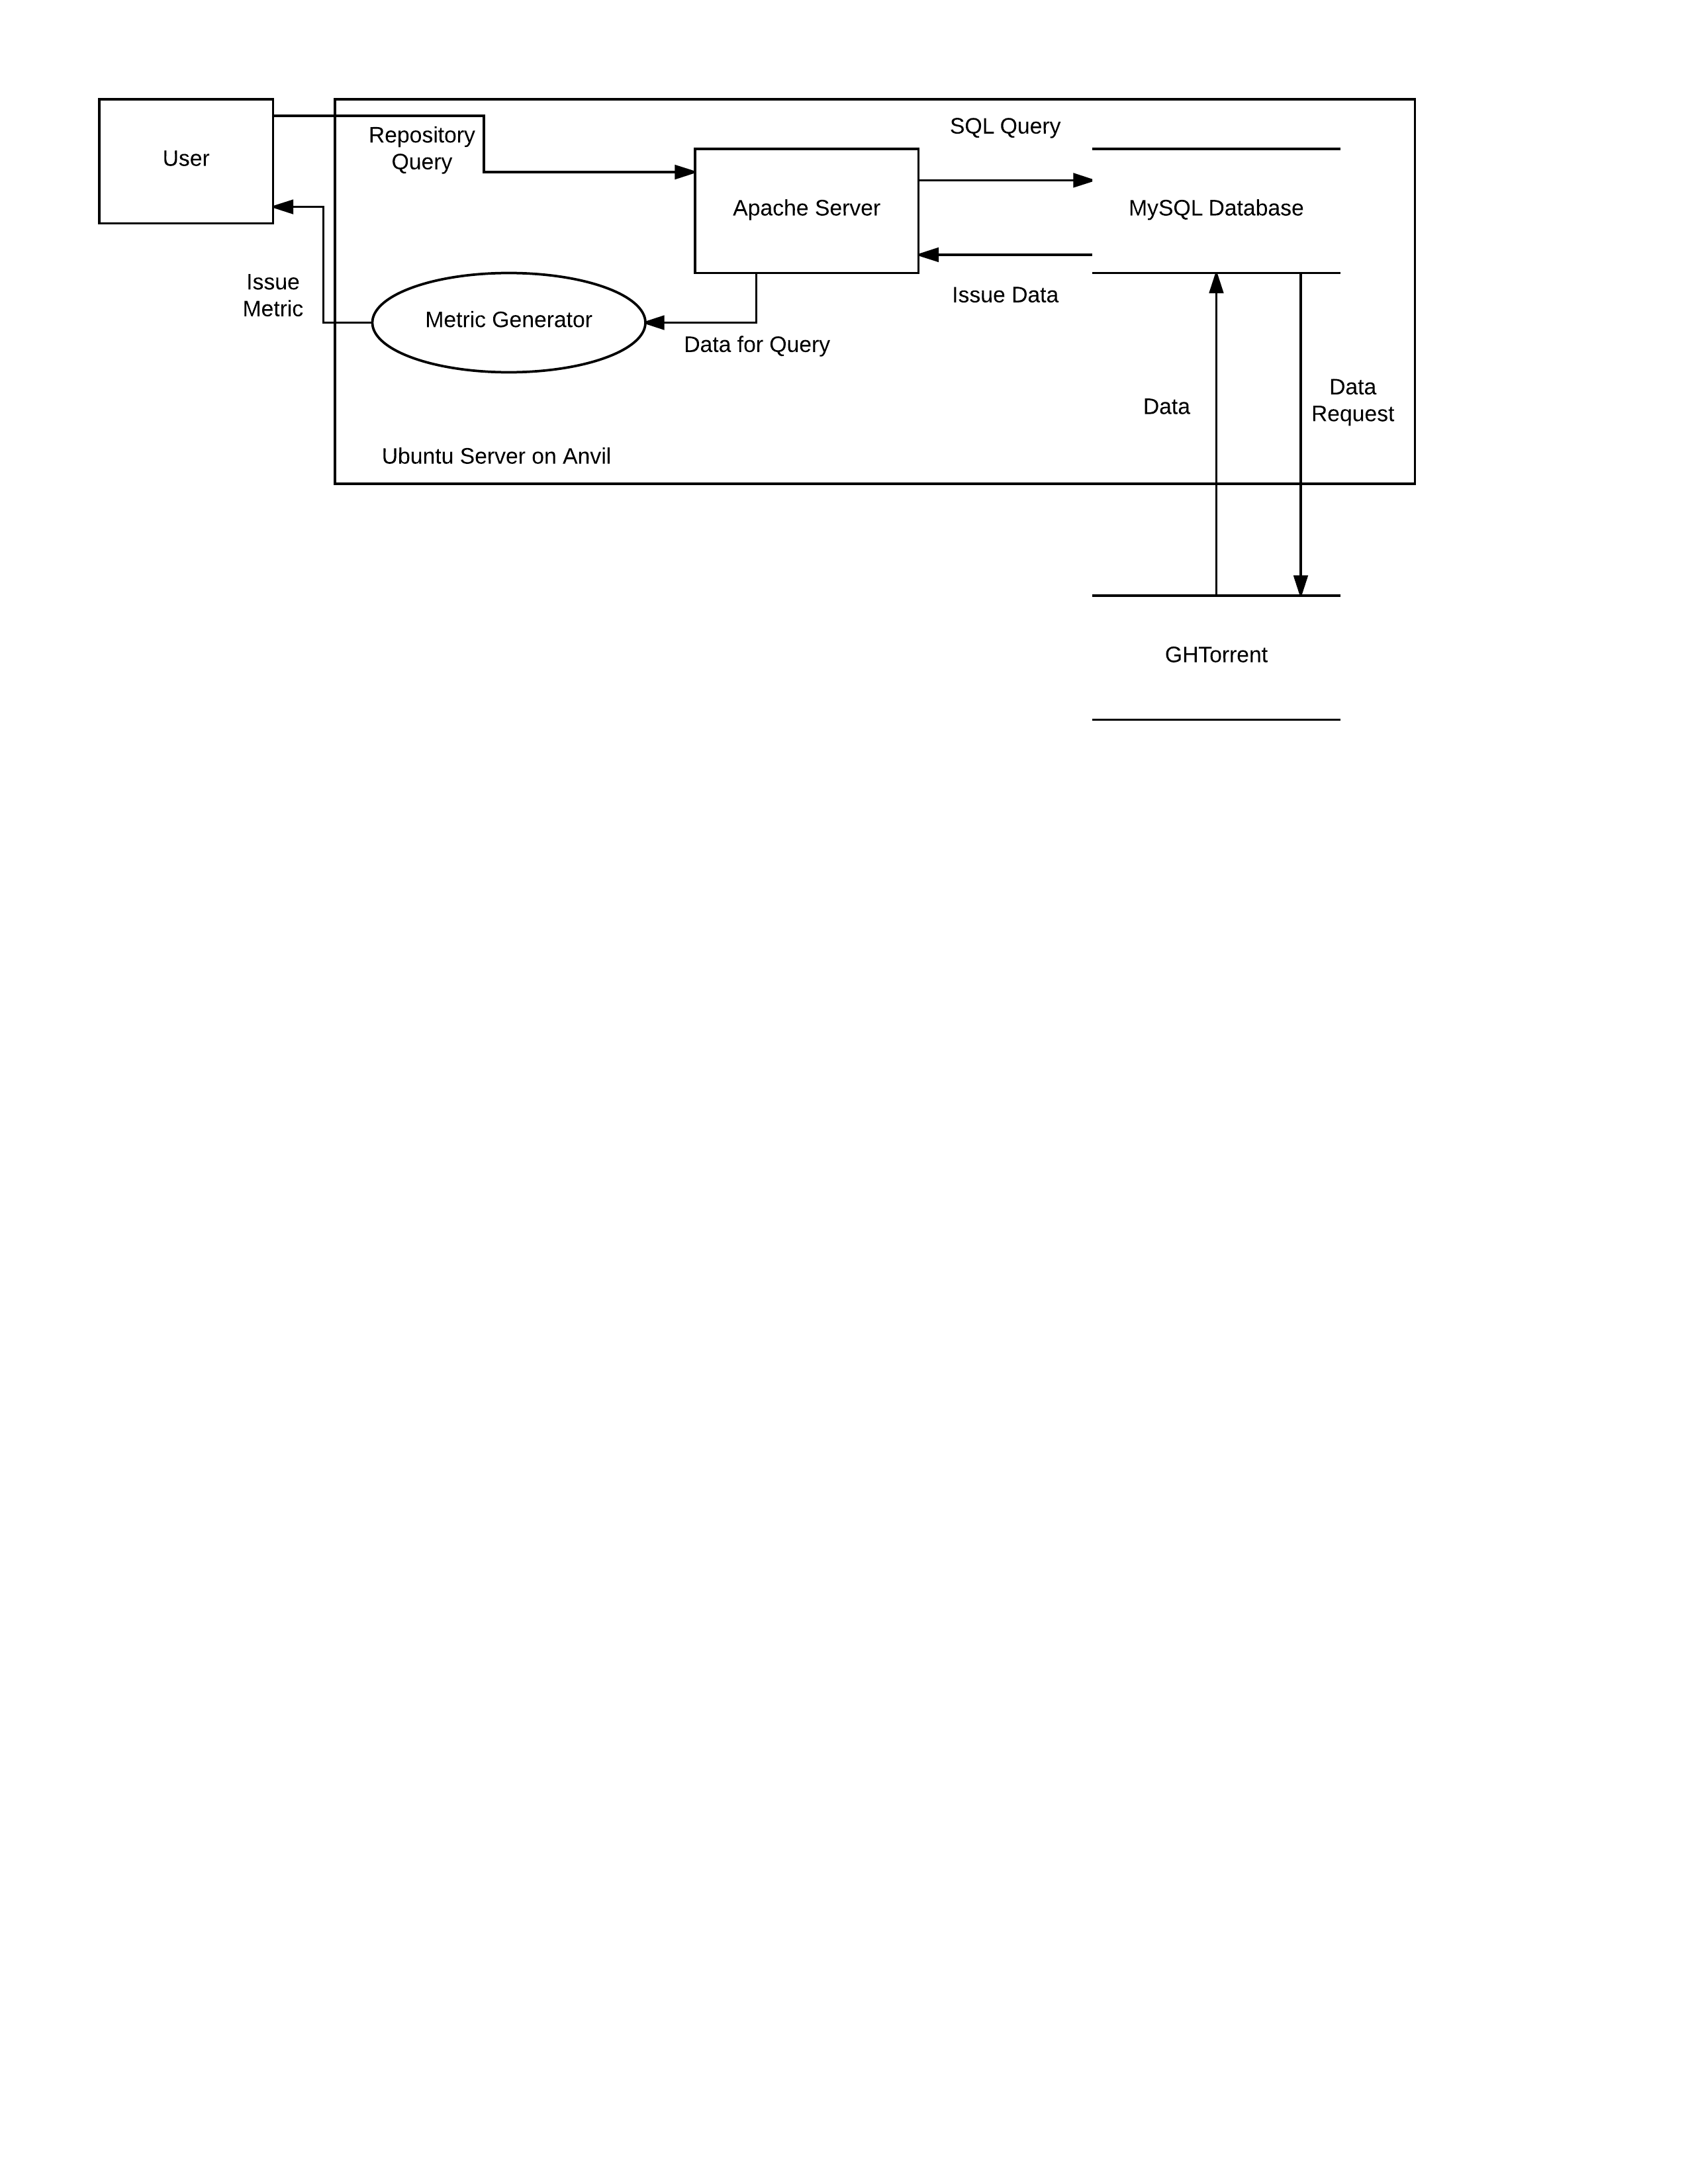 User
Repository
Query
SQL Query
Apache Server
MySQL Database
Issue
Metric
Metric Generator
Issue Data
Data for Query
Data
Data
Request
Ubuntu Server on Anvil
GHTorrent